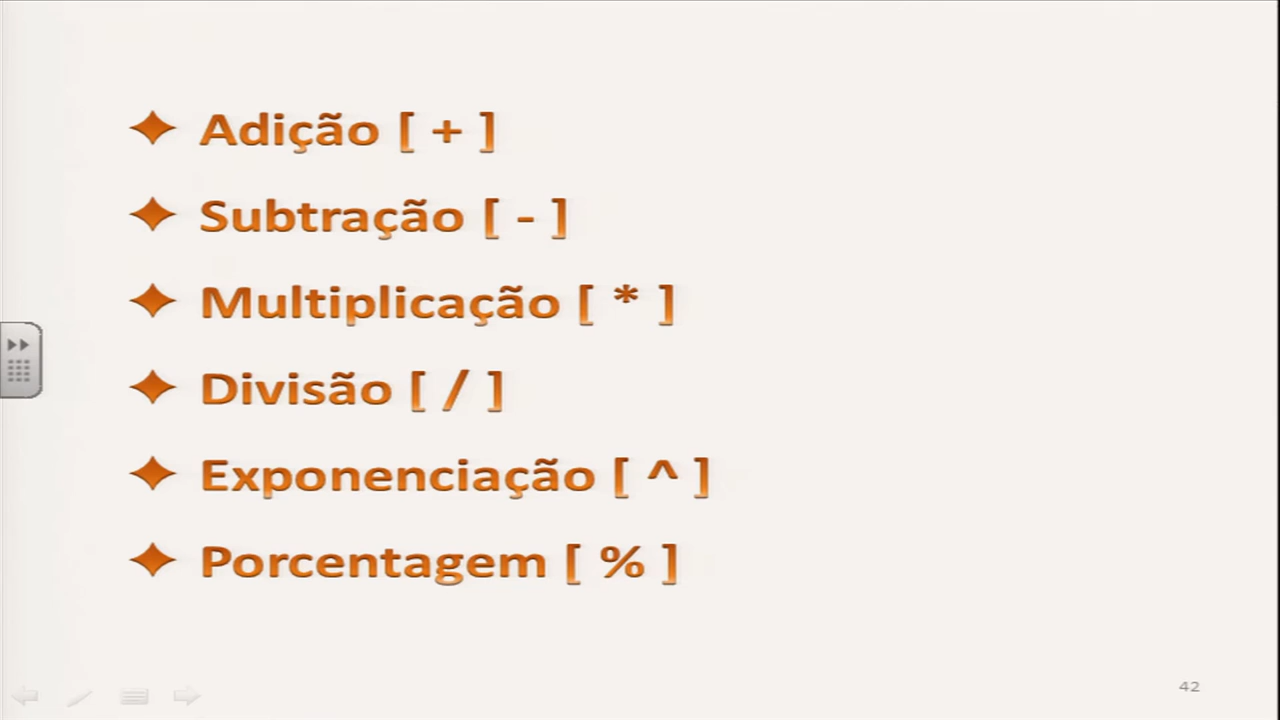 Adição [ + ]
Subtração [ - ]
Multiplicação [ * ]
Divisão [ / ]
Exponenciação [ ^ ]
Porcentagem [ % ]
42